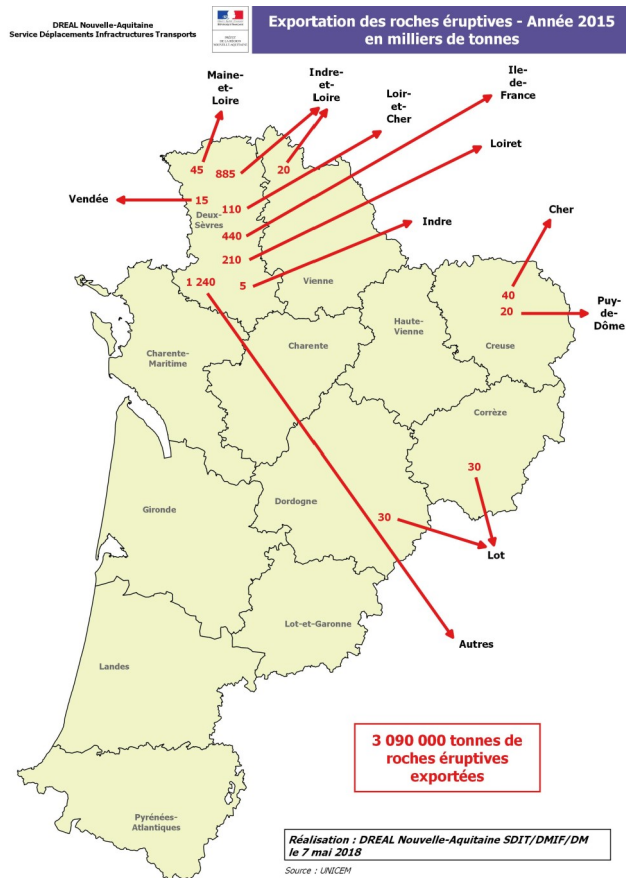 DREAL Nouvelle-Aquitaine
Service Déplacements Infractructures Transports
Exportation des roches éruptives - Année 2015
en milliers de tonnes
Maine-
et-
Loire
Indre-
et-
Loire
Loir-
et-
Cher
Ile-
de-
France
Loiret
45
885
20
Vendée
15
110
Deux-
Sèvres
440
210
Indre
Cher
1 240
5
Vienne
40
20
Puy-
de-
Dôme
Charente-
Maritime
Charente
Haute-
Vienne
Creuse
Corrèze
30
Gironde
Dordogne
30
Lot
Lot-et-Garonne
Autres
Landes
3 090 000 tonnes de
roches éruptives
exportées
Pyrénées-
Atlantiques
Réalisation : DREAL Nouvelle-Aquitaine SDIT/DMIF/DM
le 7 mai 2018
Source : UNICEM